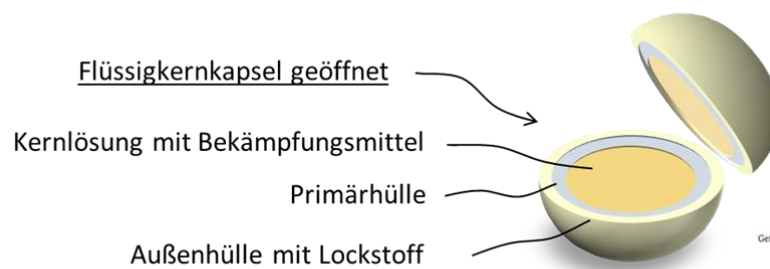 Flüssigkernkapsel geöffnet
Kernlösung mit Bekämpfungsmittel
Primärhülle
Außenhülle mit Lockstoff